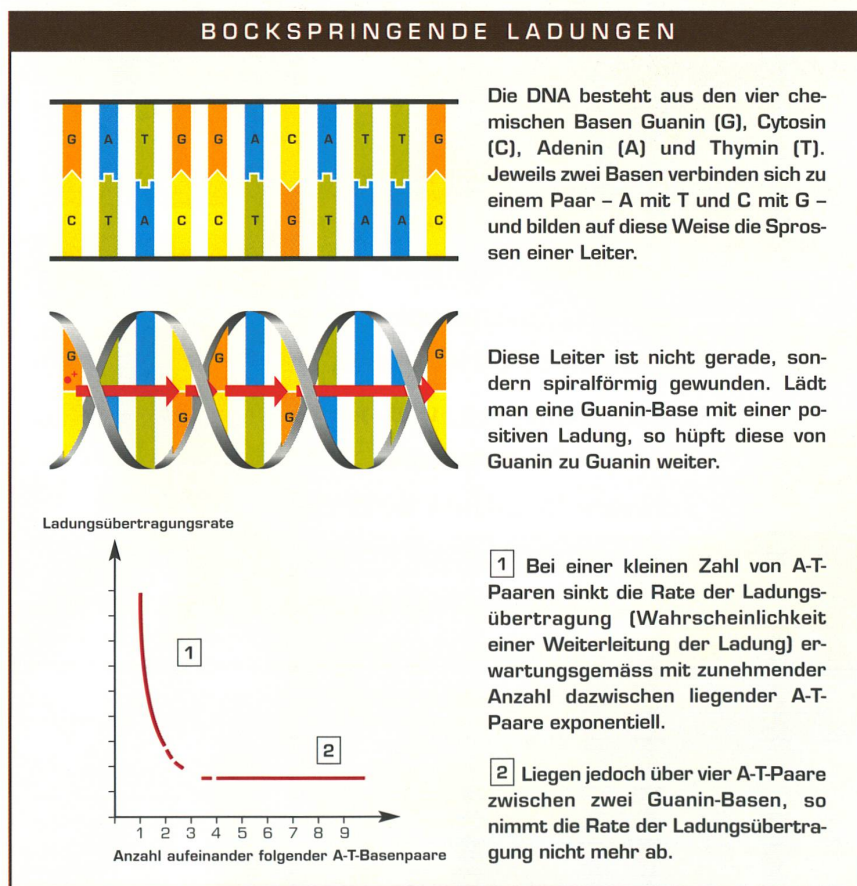 BOCKSPRINGENDE LADUNGEN
G A T G G A C A T T G
C T A C C T G T A A C
Die DNA besteht aus den vier che-
mischen Basen Guanin (G), Cytosin
(C), Adenin (A) und Thymin (T).
Jeweils zwei Basen verbinden sich zu
einem Paar – A mit T und C mit G –
und bilden auf diese Weise die Spros-
sen einer Leiter.
G + G G
G G
Diese Leiter ist nicht gerade, son-
dern spiralförmig gewunden. Lädt
man eine Guanin-Base mit einer po-
sitiven Ladung, so hüpft diese von
Guanin zu Guanin weiter.
Ladungsübertragungsrate
1
2
1 2 3 4 5 6 7 8 9
Anzahl aufeinander folgender A-T-Basenpaare
1 Bei einer kleinen Zahl von A-T-
Paaren sinkt die Rate der Ladungs-
übertragung (Wahrscheinlichkeit
einer Weiterleitung der Ladung) er-
wartungsgemäss mit zunehmender
Anzahl dazwischen liegender A-T-
Paare exponentiell.
2 Liegen jedoch über vier A-T-Paare
zwischen zwei Guanin-Basen, so
nimmt die Rate der Ladungsübertra-
gung nicht mehr ab.